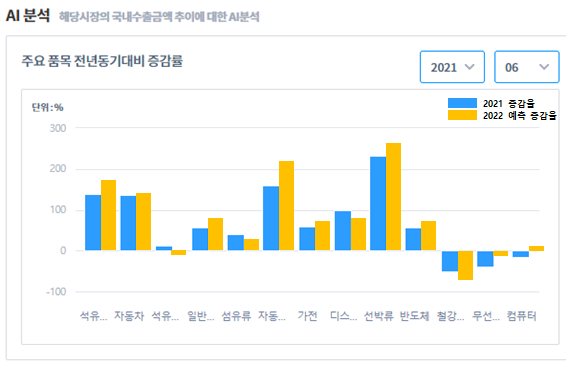 AI 분석 해당시장의 국내수출금액 추이에 대한 AI분석
주요 품목 전년동기대비 증감률
2021 06
단위:%
2021 증감율
2022 예측 증감율
300
200
100
0
-100
석유... 자동차 석유... 일반... 섬유류 자동... 가전 디스... 선박류 반도체 철강... 무선... 컴퓨터